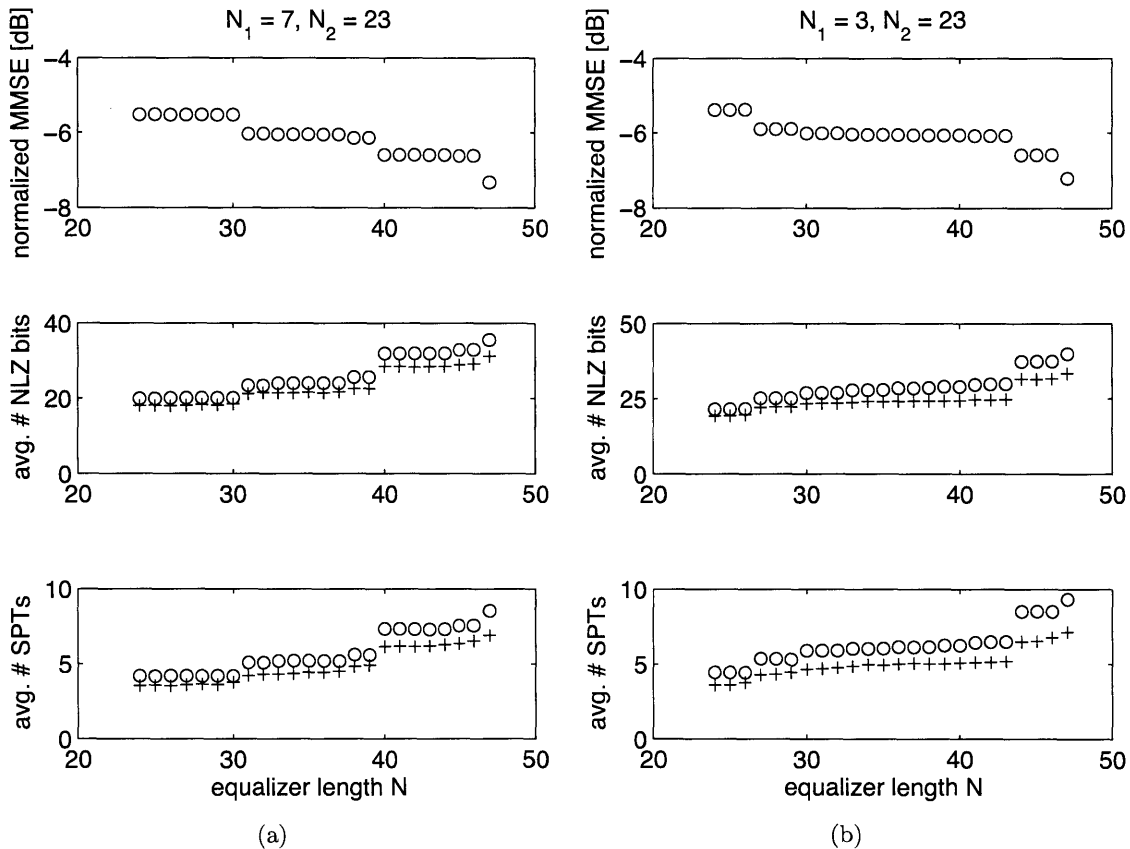 N1 = 7, N2 = 23
normalized MMSE [dB]
−4
−6
−8
20 30 40 50
avg. # NLZ bits
40
20
0
20 30 40 50
avg. # SPTs
10
5
0
20 30 40 50
equalizer length N
(a)
N1 = 3, N2 = 23
normalized MMSE [dB]
−4
−6
−8
20 30 40 50
avg. # NLZ bits
50
25
0
20 30 40 50
avg. # SPTs
10
5
0
20 30 40 50
equalizer length N
(b)